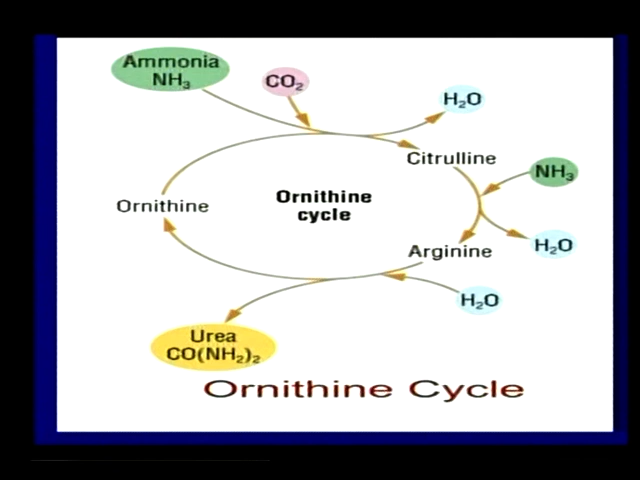 Ammonia
NH₃
CO₂
H₂O
Citrulline
NH₃
Ornithine
Ornithine
cycle
Arginine
H₂O
H₂O
Urea
CO(NH₂)₂
Ornithine Cycle